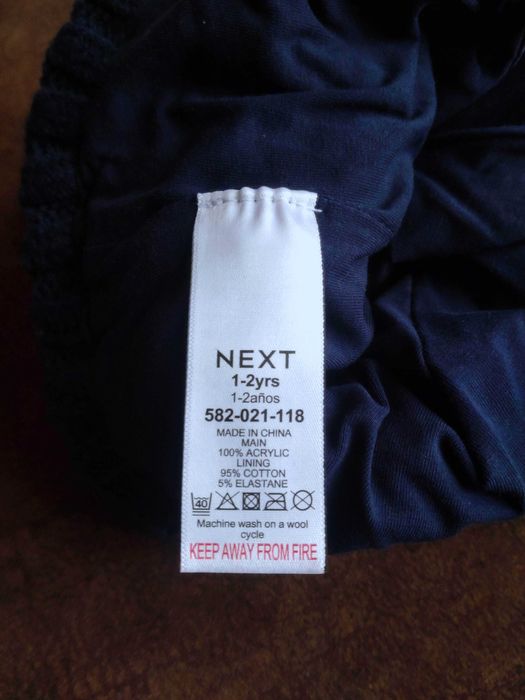 NEXT
1-2yrs
1-2años
582-021-118
MADE IN CHINA
MAIN
100% ACRYLIC
LINING
95% COTTON
5% ELASTANE
40
Machine wash on a wool
cycle
KEEP AWAY FROM FIRE